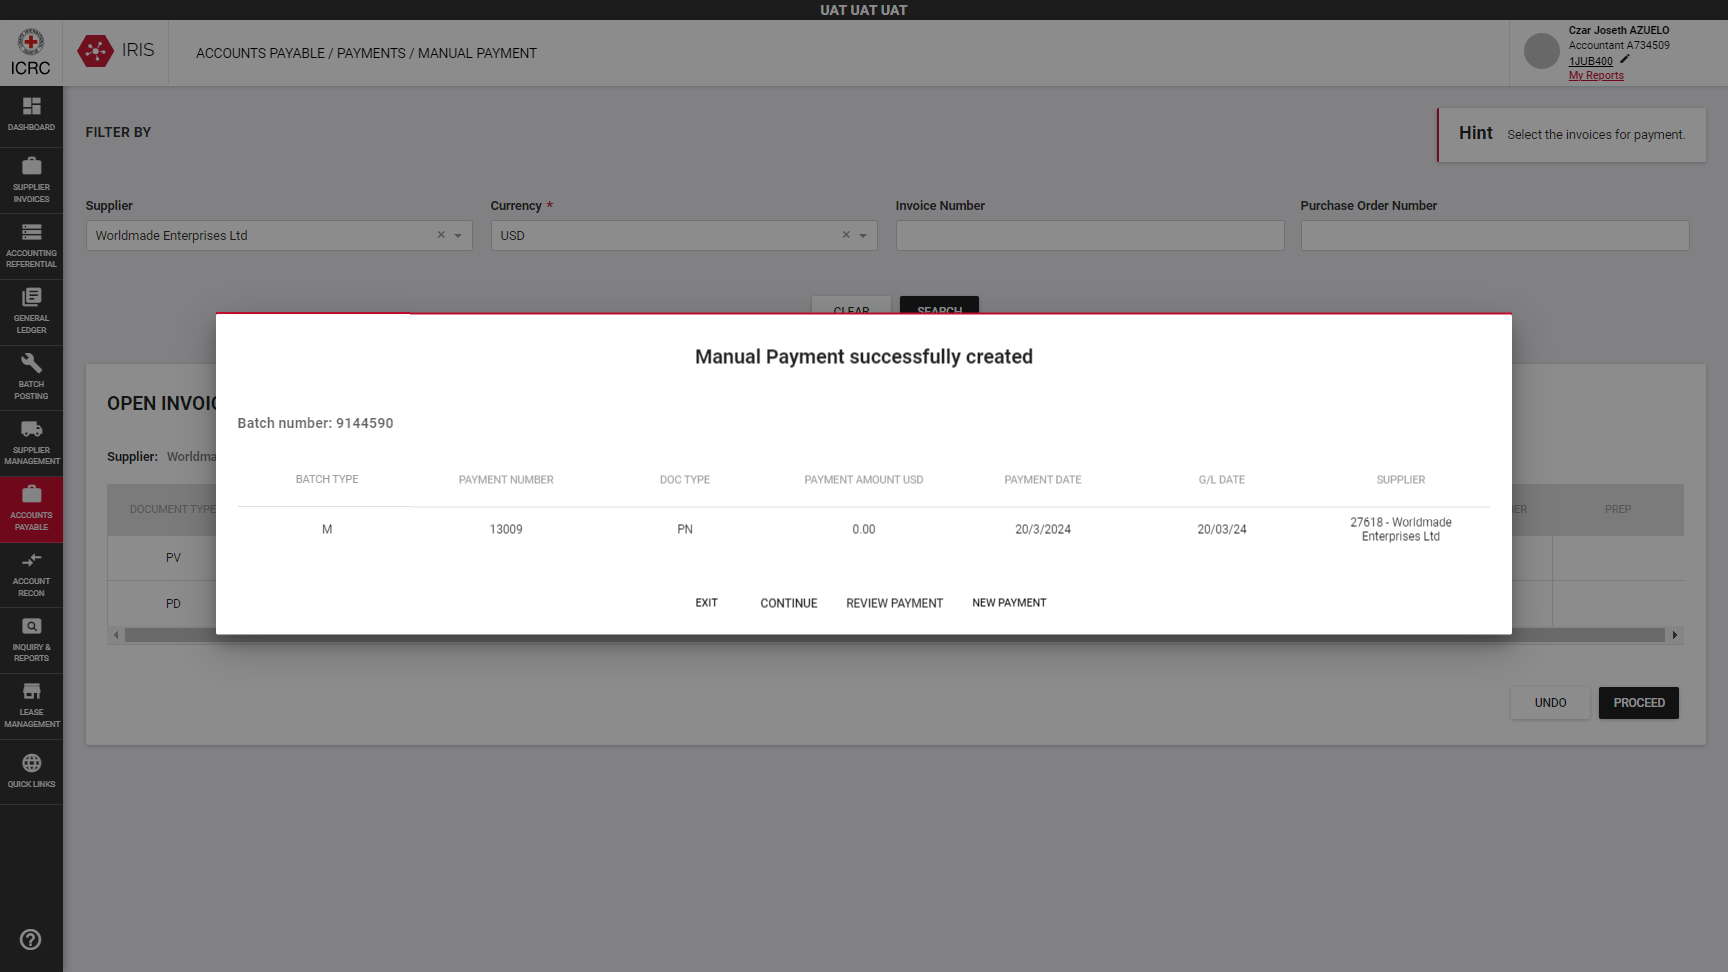 UAT UAT UAT
ICRC
IRIS
ACCOUNTS PAYABLE / PAYMENTS / MANUAL PAYMENT
Czar Joseth AZUELO
Accountant A734509
1JUB400
My Reports
DASHBOARD
SUPPLIER
INVOICES
ACCOUNTING
REFERENTIAL
GENERAL
LEDGER
BATCH
POSTING
SUPPLIER
MANAGEMENT
ACCOUNTS
PAYABLE
ACCOUNT
RECON
INQUIRY &
REPORTS
LEASE
MANAGEMENT
QUICK LINKS
FILTER BY
Hint Select the invoices for payment.
Supplier Currency * Invoice Number Purchase Order Number
Worldmade Enterprises Ltd USD
CLEAR SEARCH
Manual Payment successfully created
Batch number: 9144590
BATCH TYPE PAYMENT NUMBER DOC TYPE PAYMENT AMOUNT USD PAYMENT DATE G/L DATE SUPPLIER
M 13009 PN 0.00 20/3/2024 20/03/24 27618 - Worldmade
Enterprises Ltd
EXIT CONTINUE REVIEW PAYMENT NEW PAYMENT
OPEN INVOIC
Supplier: Worldma
DOCUMENT TYPE ER PREP
PV
PD
UNDO PROCEED